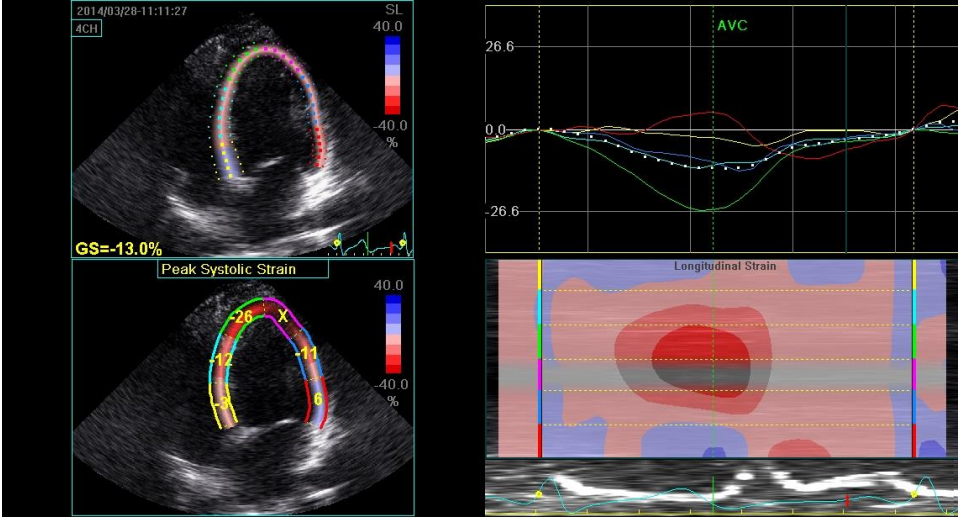 2014/03/28-11:11:27
SL
40.0
4CH
-40.0
%
GS=-13.0%
AVC
26.6
0.0
-26.6
Peak Systolic Strain
40.0
-26
X
-12
-11
-3
6
-40.0
%
Longitudinal Strain